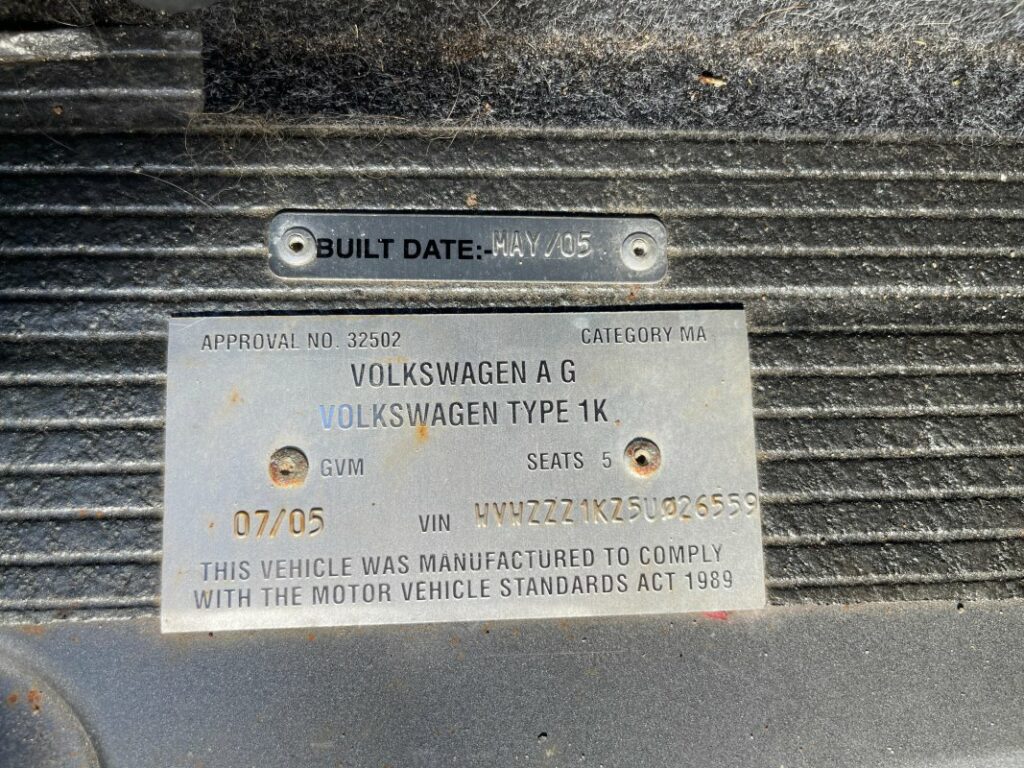 BUILT DATE:-MAY/05
APPROVAL NO. 32502 CATEGORY MA
VOLKSWAGEN A G
VOLKSWAGEN TYPE 1K
GVM SEATS 5
07/05 VIN WVWZZZ1KZ5U026559
THIS VEHICLE WAS MANUFACTURED TO COMPLY
WITH THE MOTOR VEHICLE STANDARDS ACT 1989